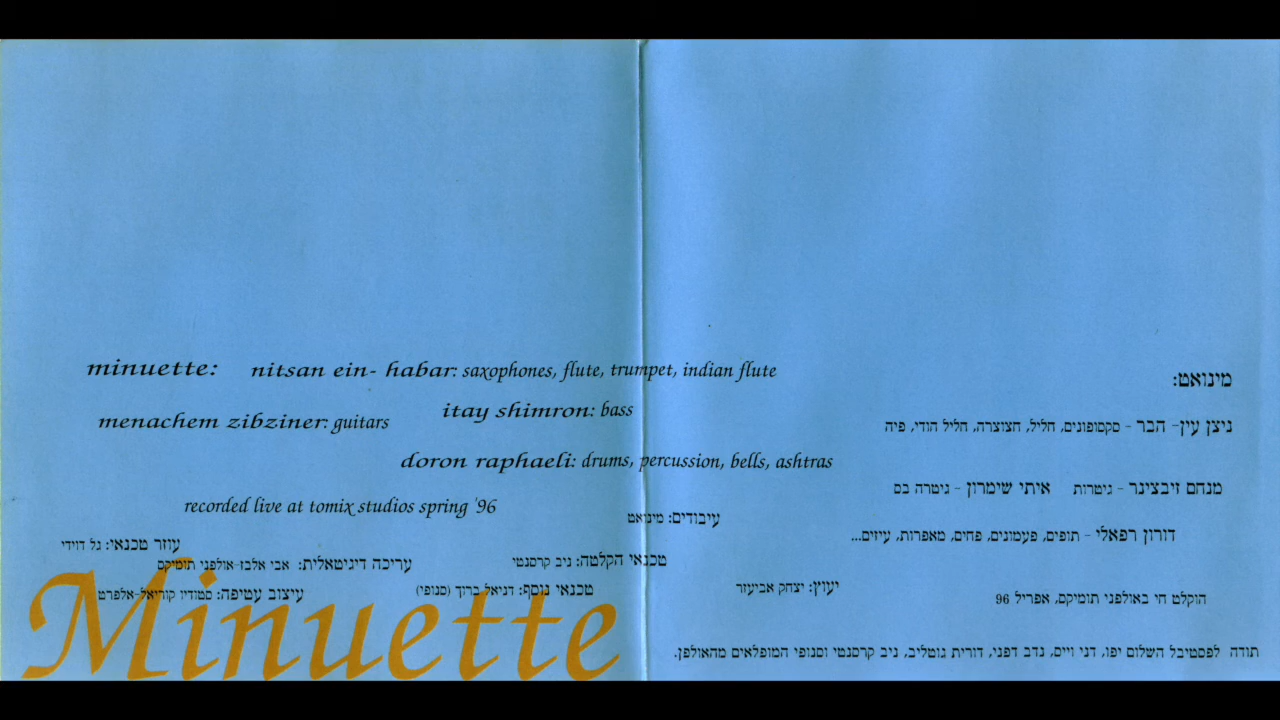 minuette: nitsan ein- habar: saxophones, flute, trumpet, indian flute
menachem zibziner: guitars
itay shimron: bass
doron raphaeli: drums, percussion, bells, ashtras
recorded live at tomix studios spring '96
מינואט:
ניצן עין- חבר - סקסופונים, חליל, חצוצרה, חליל הודי, פיה
מנחם זיבצינר - גיטרות איתי שימרון - גיטרה בס
דורון רפאלי - תופים, פעמונים, פחים, מאפרות, עיזים...
הוקלט חי באולפני תומיקס, אפריל 96
עיבודים: מינואט
טכנאי הקלטה: ניב קרסנטי
עוזר טכנאי: גל דוידי
עריכה דיגיטאלית: אבי אלבז-אולפני תומיקס
טכנאי נוסף: דניאל ברוך (סנופי)
עיצוב עטיפה: סטודיו קוריאל-אלפרט
יעוץ: יצחק אביעזר
תודה לפסטיבל השלום יפו, דני וייס, נדב דפני, דורית גוטליב, ניב קרסנטי וסנופי המופלאים מהאולפן.
Minuette